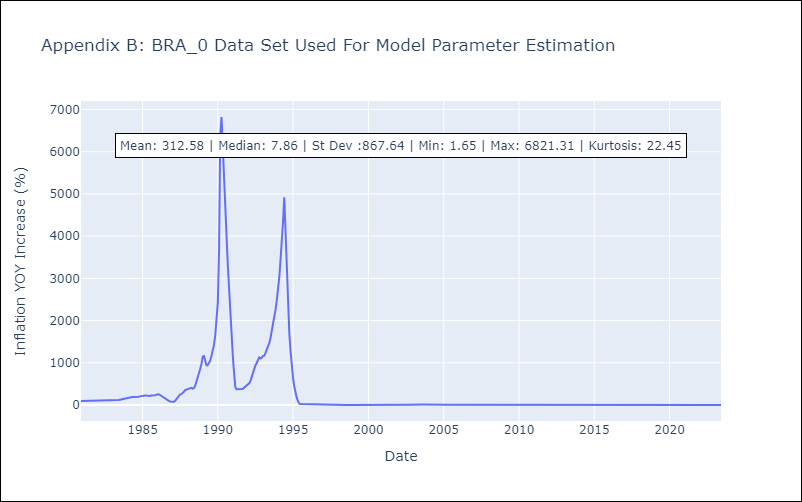 Appendix B: BRA_0 Data Set Used For Model Parameter Estimation
7000
Mean: 312.58 | Median: 7.86 | St Dev :867.64 | Min: 1.65 | Max: 6821.31 | Kurtosis: 22.45
6000
5000
4000
3000
2000
1000
0
Inflation YOY Increase (%)
1985 1990 1995 2000 2005 2010 2015 2020
Date